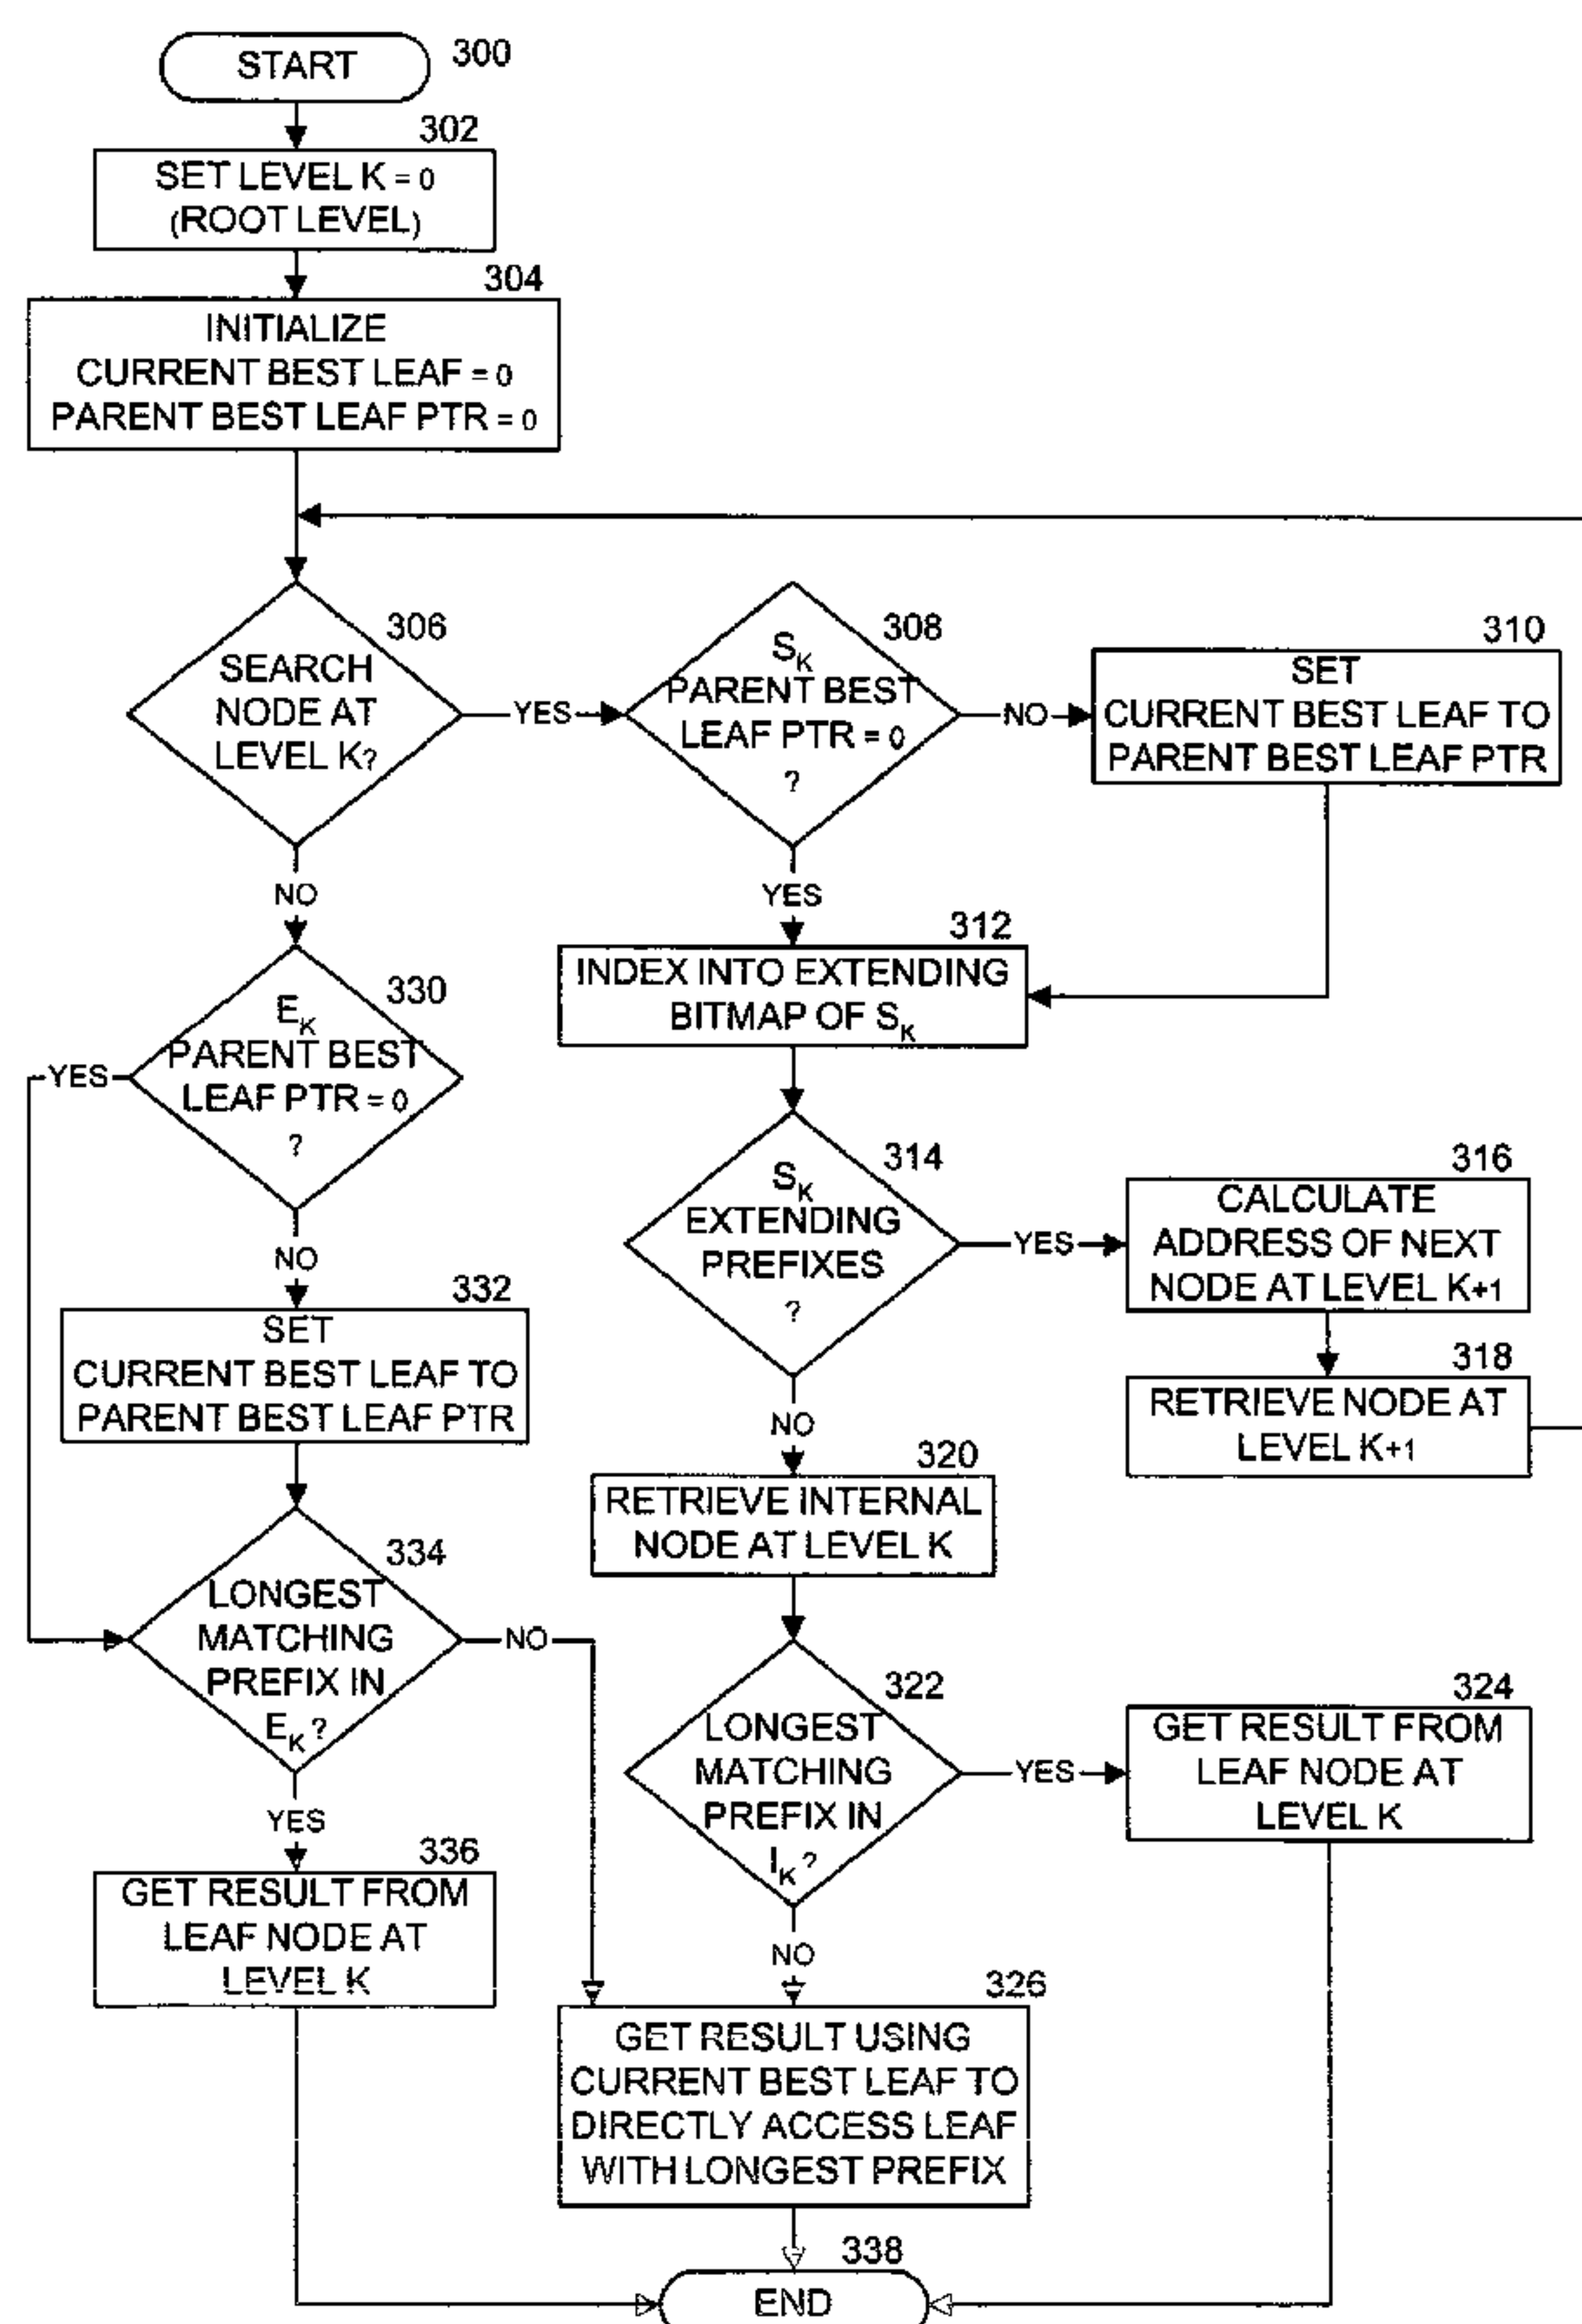 START
300
302
SET LEVEL K = 0
(ROOT LEVEL)
304
INITIALIZE
CURRENT BEST LEAF = 0
PARENT BEST LEAF PTR = 0
306
SEARCH
NODE AT
LEVEL K?
YES
NO
308
S_K
PARENT BEST
LEAF PTR = 0
?
NO
YES
310
SET
CURRENT BEST LEAF TO
PARENT BEST LEAF PTR
312
INDEX INTO EXTENDING
BITMAP OF S_K
330
E_K
PARENT BEST
LEAF PTR = 0
?
YES
NO
314
S_K
EXTENDING
PREFIXES
?
YES
NO
316
CALCULATE
ADDRESS OF NEXT
NODE AT LEVEL K+1
318
RETRIEVE NODE AT
LEVEL K+1
332
SET
CURRENT BEST LEAF TO
PARENT BEST LEAF PTR
320
RETRIEVE INTERNAL
NODE AT LEVEL K
334
LONGEST
MATCHING
PREFIX IN
E_K ?
NO
YES
322
LONGEST
MATCHING
PREFIX IN
I_K ?
YES
NO
324
GET RESULT FROM
LEAF NODE AT
LEVEL K
336
GET RESULT FROM
LEAF NODE AT
LEVEL K
326
GET RESULT USING
CURRENT BEST LEAF TO
DIRECTLY ACCESS LEAF
WITH LONGEST PREFIX
338
END